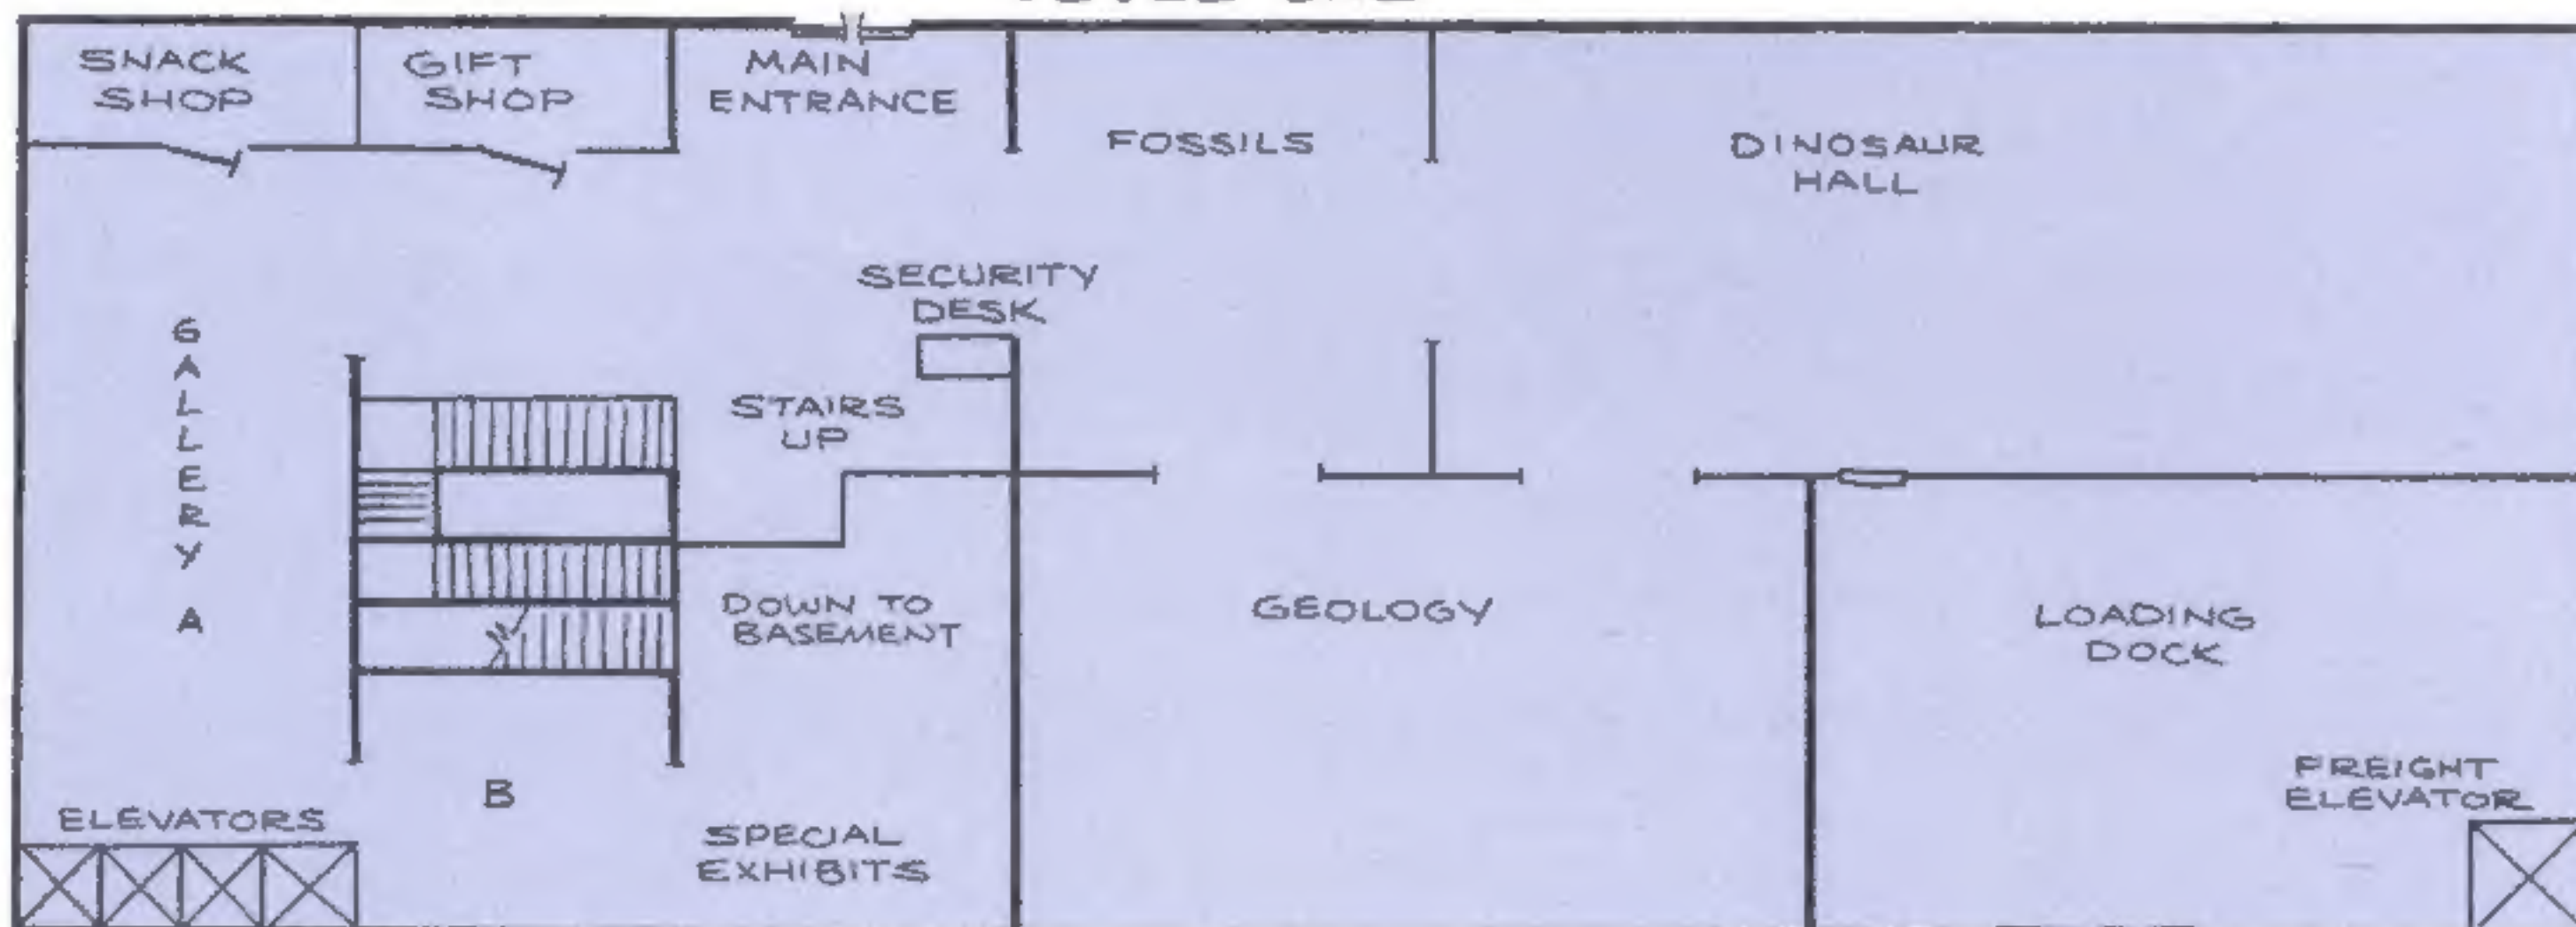 SNACK
SHOP
GIFT
SHOP
MAIN
ENTRANCE
FOSSILS
DINOSAUR
HALL
SECURITY
DESK
GALLERY A
STAIRS
UP
DOWN TO
BASEMENT
GEOLOGY
LOADING
DOCK
B
ELEVATORS
SPECIAL
EXHIBITS
FREIGHT
ELEVATOR